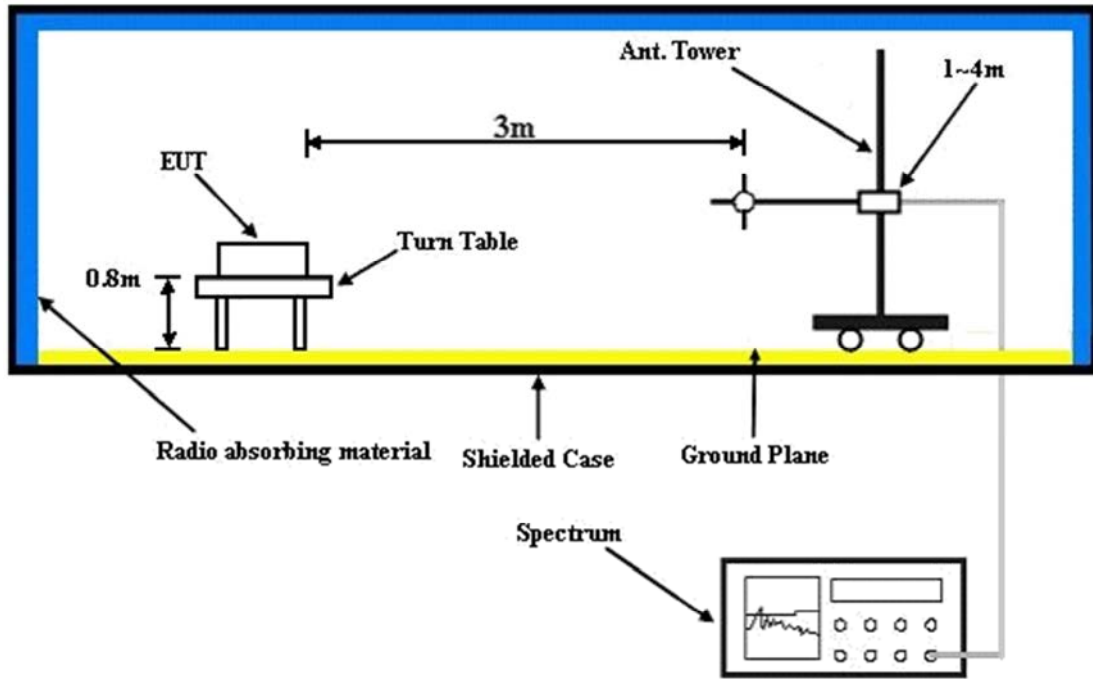 Ant. Tower
1~4m
3m
EUT
Turn Table
0.8m
Radio absorbing material
Shielded Case
Ground Plane
Spectrum